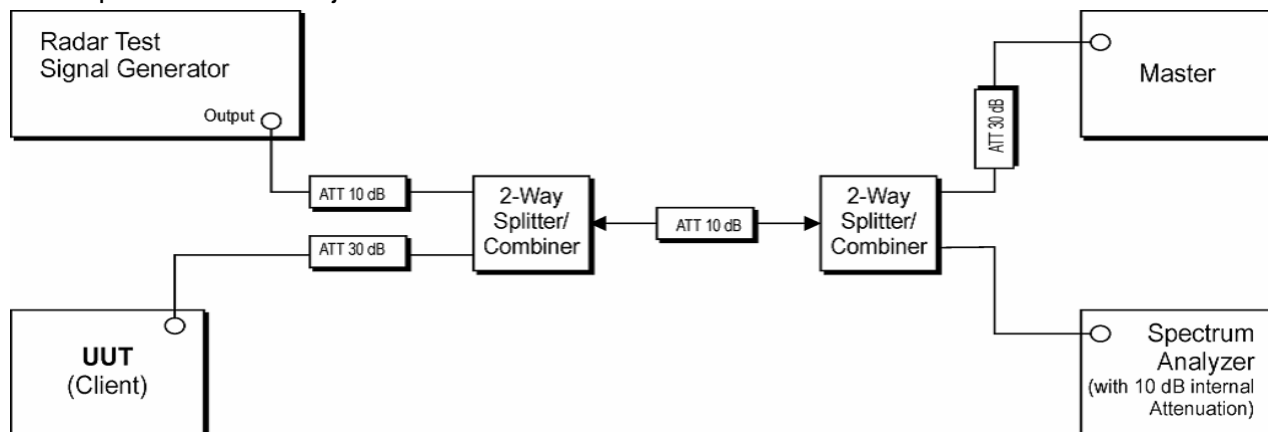 Radar Test
Signal Generator
Output
ATT 10 dB
ATT 30 dB
2-Way
Splitter/
Combiner
ATT 10 dB
2-Way
Splitter/
Combiner
ATT 30 dB
Master
UUT
(Client)
Spectrum
Analyzer
(with 10 dB internal
Attenuation)